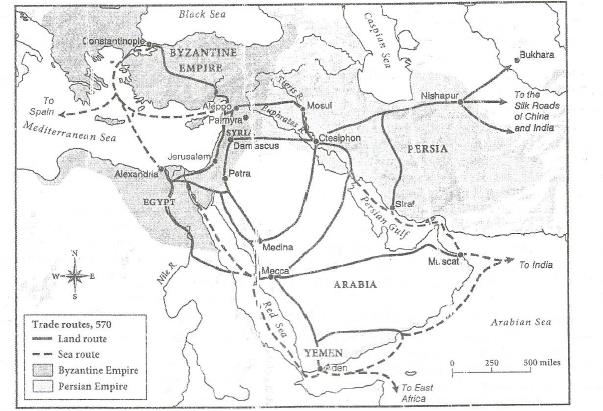 Black Sea
Caspian Sea
Constantinople
BYZANTINE
EMPIRE
Bukhara
To
Spain
Mediterranean Sea
Aleppo
Palmyra
SYRIA
Damascus
Tigris R.
Euphrates R.
Mosul
Ctesiphon
Nishapur
To the
Silk Roads
of China
and India
PERSIA
Jerusalem
Alexandria
Petra
EGYPT
Siraf
Persian Gulf
Medina
Mecca
Muscat
To India
Nile R.
ARABIA
Red Sea
Arabian Sea
YEMEN
Aden
To East
Africa
N
W
E
S
Trade routes, 570
Land route
Sea route
Byzantine Empire
Persian Empire
0 250 500 miles